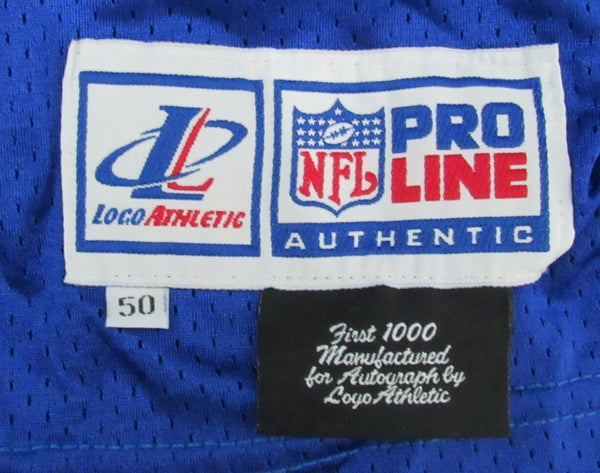 LOGO ATHLETIC
NFL
PRO
LINE
AUTHENTIC
50
First 1000
Manufactured
for Autograph by
Logo Athletic